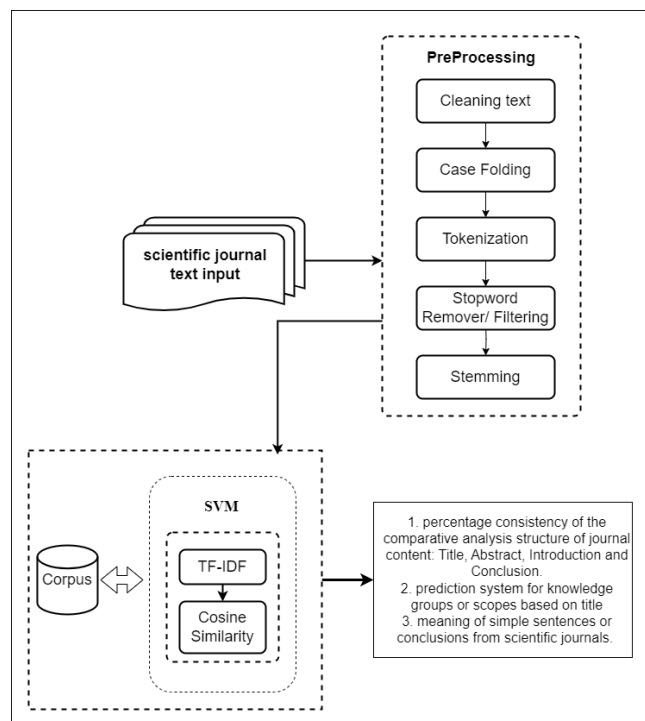 PreProcessing
Cleaning text
Case Folding
Tokenization
Stopword
Remover/ Filtering
Stemming
scientific journal
text input
SVM
Corpus
TF-IDF
Cosine
Similarity
1. percentage consistency of the
comparative analysis structure of journal
content: Title, Abstract, Introduction and
Conclusion.
2. prediction system for knowledge
groups or scopes based on title
3. meaning of simple sentences or
conclusions from scientific journals.